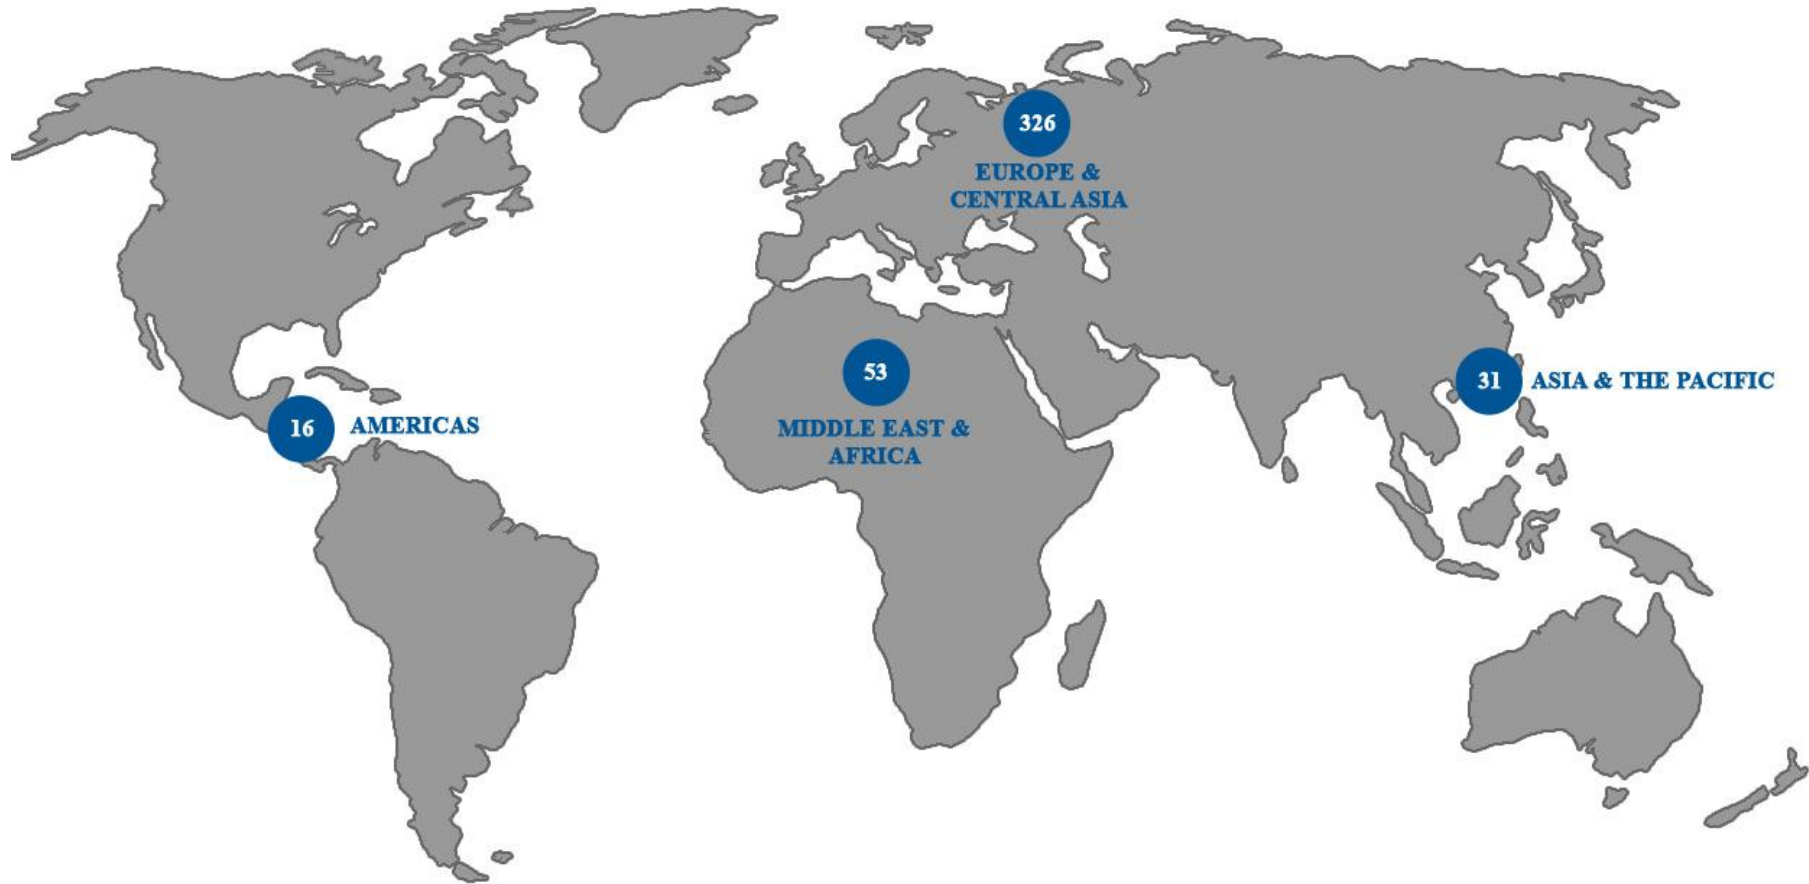 326
EUROPE &
CENTRAL ASIA
53
MIDDLE EAST &
AFRICA
31 ASIA & THE PACIFIC
16 AMERICAS